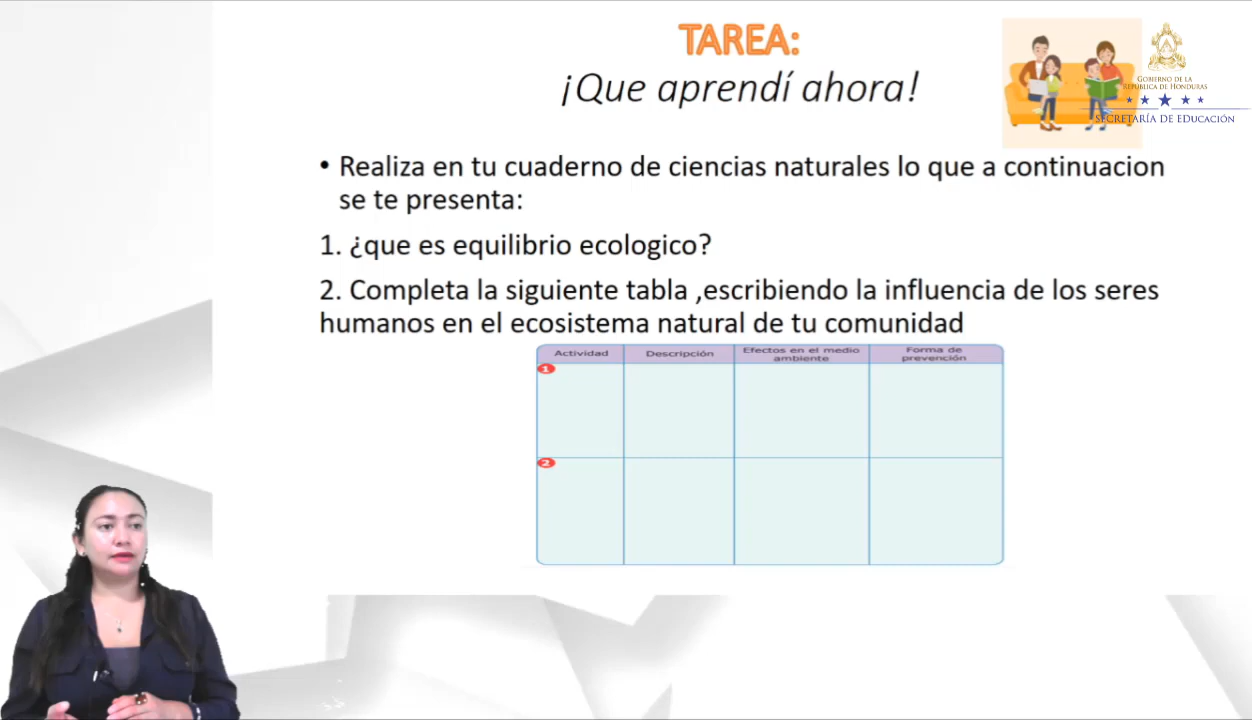 TAREA:
¡Que aprendí ahora!
GOBIERNO DE LA
REPÚBLICA DE HONDURAS
SECRETARÍA DE EDUCACIÓN
• Realiza en tu cuaderno de ciencias naturales lo que a continuacion
se te presenta:
1. ¿que es equilibrio ecologico?
2. Completa la siguiente tabla ,escribiendo la influencia de los seres
humanos en el ecosistema natural de tu comunidad
Actividad Descripción Efectos en el medio ambiente Forma de prevención
1
2